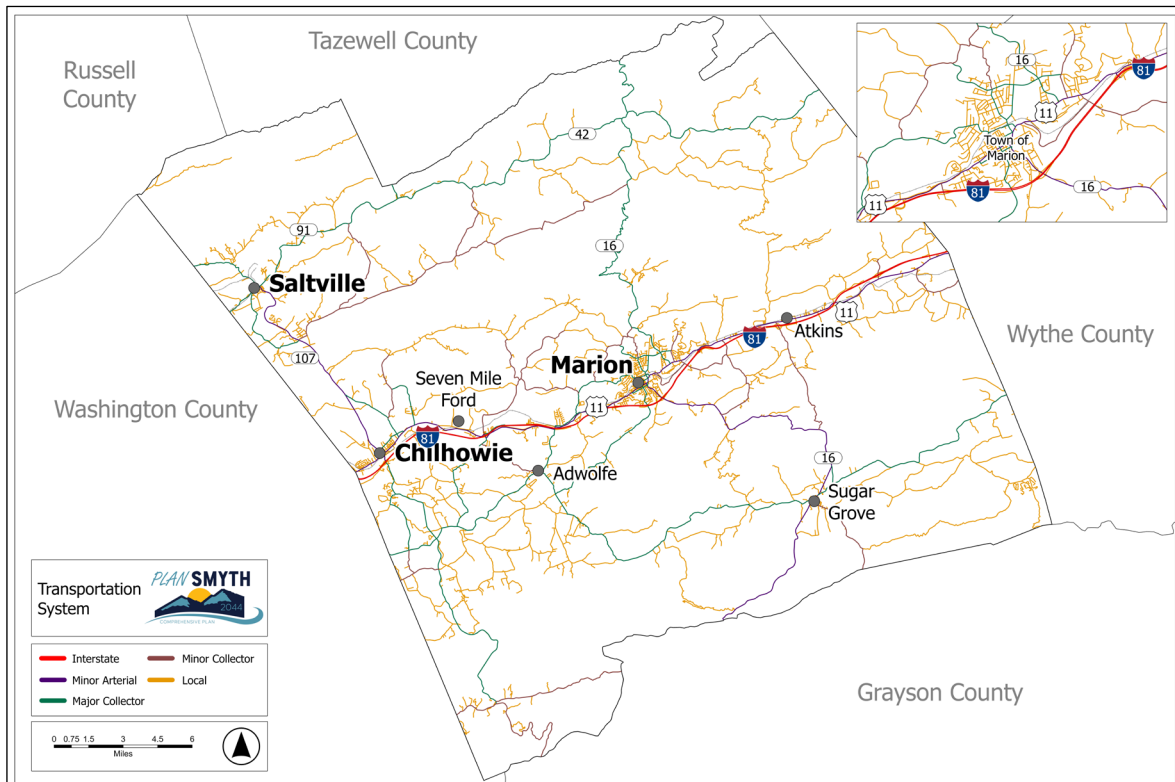 Tazewell County
Russell
County
16
81
42
11
Town of
Marion
16
11
81
91
16
Saltville
11
Atkins
81
Wythe County
107
Marion
Seven Mile
Ford
11
Washington County
81
Chilhowie
16
Adwolfe
Sugar
Grove
Transportation
System
PLAN SMYTH
2044
COMPREHENSIVE PLAN
Interstate
Minor Collector
Minor Arterial
Local
Major Collector
Grayson County
0 0.75 1.5 3 4.5 6
Miles